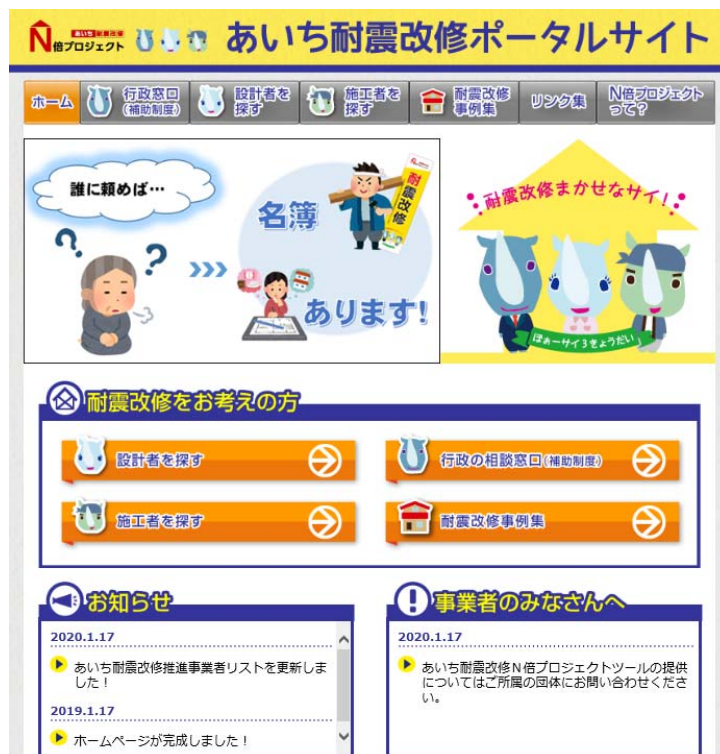 あいち耐震改修
N倍プロジェクト
あいち耐震改修ポータルサイト
ホーム
行政窓口
(補助制度)
設計者を
探す
施工者を
探す
耐震改修
事例集
リンク集
N倍プロジェクト
って？
誰に頼めば…
名簿
あります!
耐震改修
耐震改修まかせなサイ!
ぼぁーサイ3きょうだい
耐震改修をお考えの方
設計者を探す
行政の相談窓口(補助制度)
施工者を探す
耐震改修事例集
お知らせ
2020.1.17
あいち耐震改修推進事業者リストを更新しま
した！
2019.1.17
ホームページが完成しました！
事業者のみなさんへ
2020.1.17
あいち耐震改修N倍プロジェクトツールの提供
についてはご所属の団体にお問い合わせくださ
い。